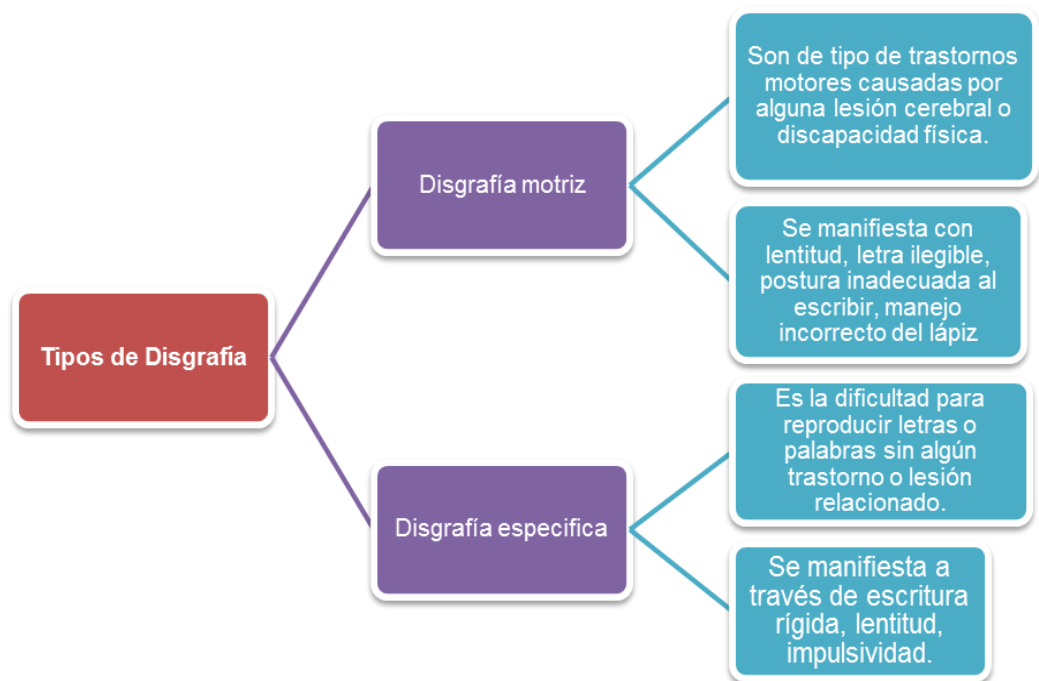 Tipos de Disgrafía
Disgrafía motriz
Son de tipo de trastornos
motores causadas por
alguna lesión cerebral o
discapacidad física.
Se manifiesta con
lentitud, letra ilegible,
postura inadecuada al
escribir, manejo
incorrecto del lápiz
Disgrafía especifica
Es la dificultad para
reproducir letras o
palabras sin algún
trastorno o lesión
relacionado.
Se manifiesta a
través de escritura
rígida, lentitud,
impulsividad.